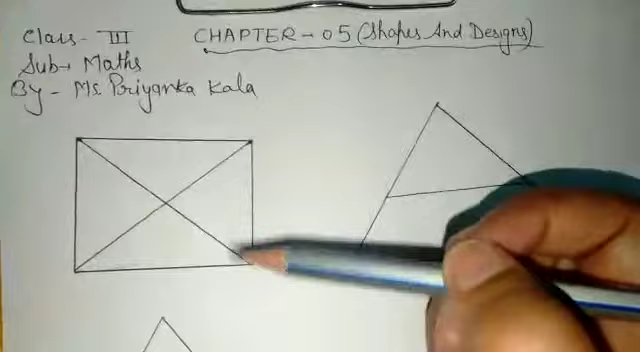 Class - III
CHAPTER - 05 (Shapes And Designs)
Sub → Maths
By - Ms. Priyanka Kala